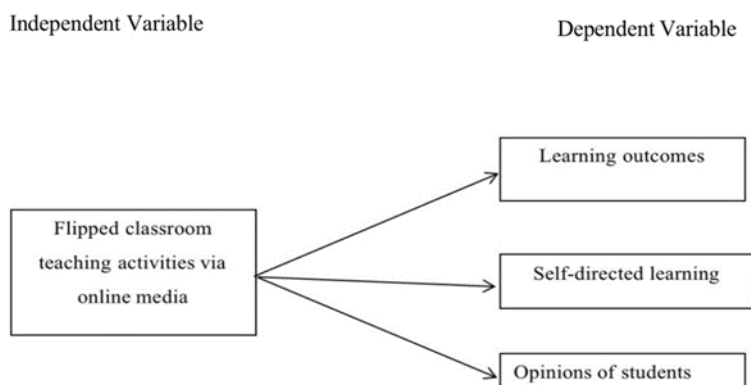 Independent Variable
Dependent Variable
Learning outcomes
Flipped classroom
teaching activities via
online media
Self-directed learning
Opinions of students